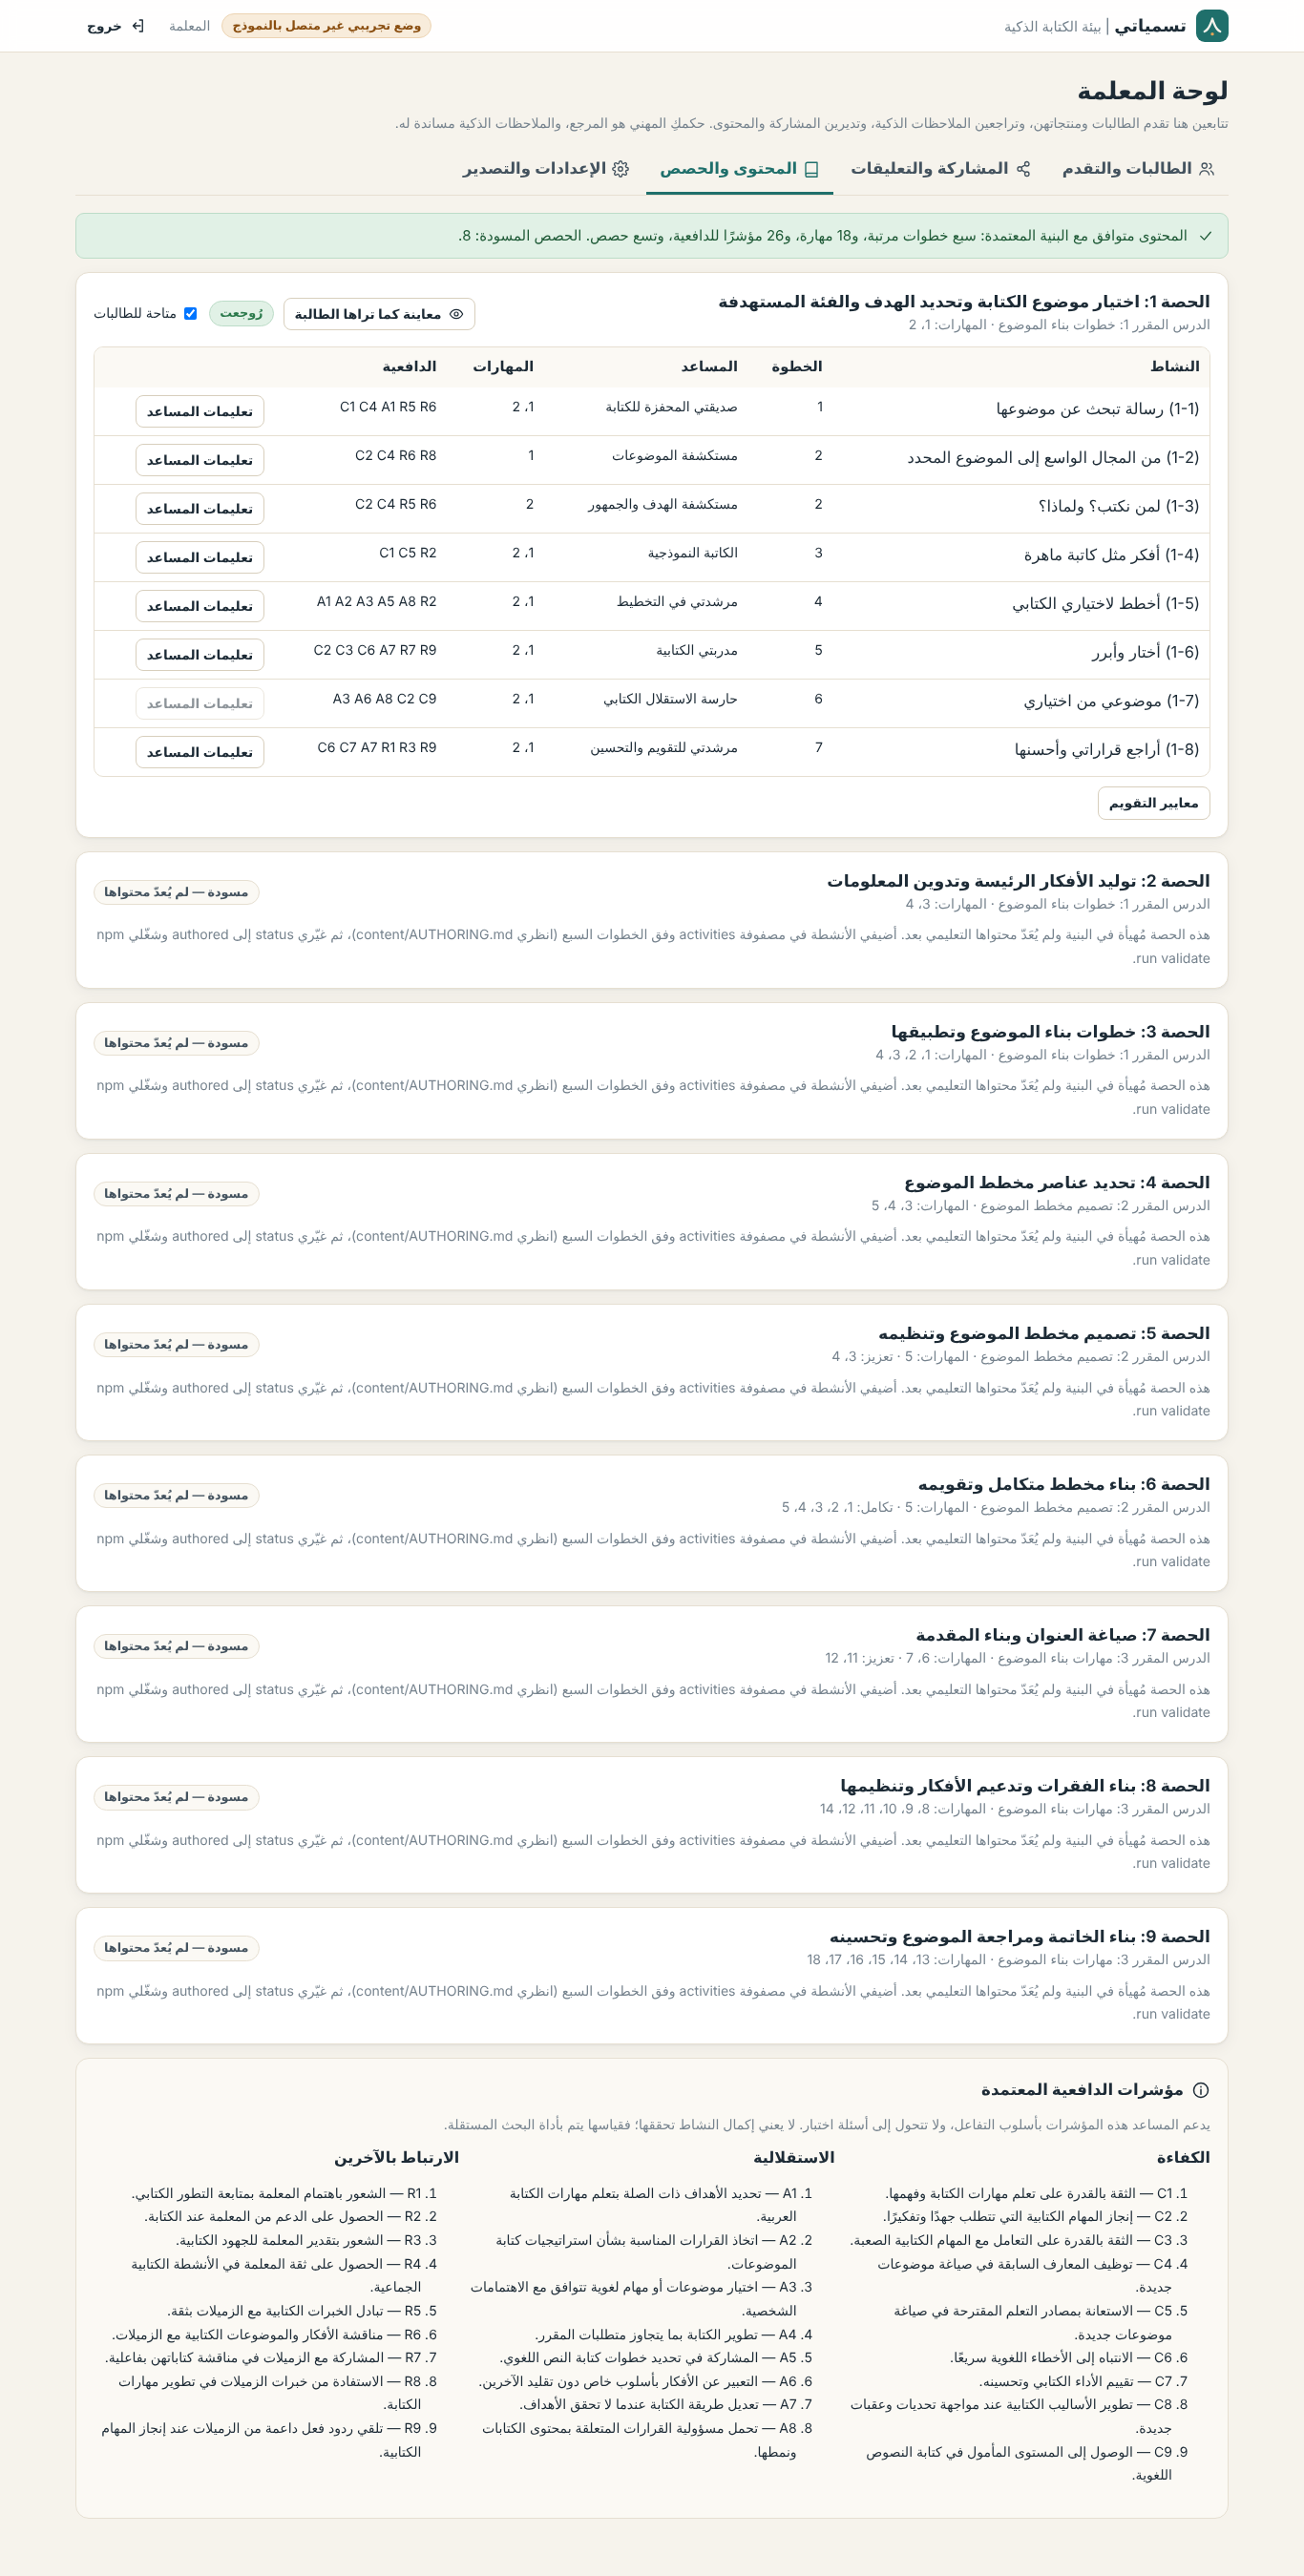 تسمياتي | بيئة الكتابة الذكية
وضع تجريبي غير متصل بالنموذج
المعلمة
خروج
لوحة المعلمة
تتابعين هنا تقدم الطالبات ومنتجاتهن، وتراجعين الملاحظات الذكية، وتديرين المشاركة والمحتوى. حكمكِ المهني هو المرجع، والملاحظات الذكية مساندة له.
الطالبات والتقدم
المشاركة والتعليقات
المحتوى والحصص
الإعدادات والتصدير
المحتوى متوافق مع البنية المعتمدة: سبع خطوات مرتبة، و18 مهارة، و26 مؤشرًا للدافعية، وتسع حصص. الحصص المسودة: 8.
الحصة 1: اختيار موضوع الكتابة وتحديد الهدف والفئة المستهدفة
معاينة كما تراها الطالبة
رُوجعت
متاحة للطالبات
الدرس المقرر 1: خطوات بناء الموضوع · المهارات: 1، 2
النشاط الخطوة المساعد المهارات الدافعية
(1-1) رسالة تبحث عن موضوعها 1 صديقتي المحفزة للكتابة 1، 2 C1 C4 A1 R5 R6 تعليمات المساعد
(1-2) من المجال الواسع إلى الموضوع المحدد 2 مستكشفة الموضوعات 1 C2 C4 R6 R8 تعليمات المساعد
(1-3) لمن نكتب؟ ولماذا؟ 2 مستكشفة الهدف والجمهور 2 C2 C4 R5 R6 تعليمات المساعد
(1-4) أفكر مثل كاتبة ماهرة 3 الكاتبة النموذجية 1، 2 C1 C5 R2 تعليمات المساعد
(1-5) أخطط لاختياري الكتابي 4 مرشدتي في التخطيط 1، 2 A1 A2 A3 A5 A8 R2 تعليمات المساعد
(1-6) أختار وأبرر 5 مدربتي الكتابية 1، 2 C2 C3 C6 A7 R7 R9 تعليمات المساعد
(1-7) موضوعي من اختياري 6 حارسة الاستقلال الكتابي 1، 2 A3 A6 A8 C2 C9 تعليمات المساعد
(1-8) أراجع قراراتي وأحسنها 7 مرشدتي للتقويم والتحسين 1، 2 C6 C7 A7 R1 R3 R9 تعليمات المساعد
معايير التقويم
الحصة 2: توليد الأفكار الرئيسة وتدوين المعلومات
مسودة — لم يُعدّ محتواها
الدرس المقرر 1: خطوات بناء الموضوع · المهارات: 3، 4
هذه الحصة مُهيأة في البنية ولم يُعَدّ محتواها التعليمي بعد. أضيفي الأنشطة في مصفوفة activities وفق الخطوات السبع (انظري content/AUTHORING.md)، ثم غيّري status إلى authored وشغّلي npm
run validate.
الحصة 3: خطوات بناء الموضوع وتطبيقها
مسودة — لم يُعدّ محتواها
الدرس المقرر 1: خطوات بناء الموضوع · المهارات: 1، 2، 3، 4
هذه الحصة مُهيأة في البنية ولم يُعَدّ محتواها التعليمي بعد. أضيفي الأنشطة في مصفوفة activities وفق الخطوات السبع (انظري content/AUTHORING.md)، ثم غيّري status إلى authored وشغّلي npm
run validate.
الحصة 4: تحديد عناصر مخطط الموضوع
مسودة — لم يُعدّ محتواها
الدرس المقرر 2: تصميم مخطط الموضوع · المهارات: 3، 4، 5
هذه الحصة مُهيأة في البنية ولم يُعَدّ محتواها التعليمي بعد. أضيفي الأنشطة في مصفوفة activities وفق الخطوات السبع (انظري content/AUTHORING.md)، ثم غيّري status إلى authored وشغّلي npm
run validate.
الحصة 5: تصميم مخطط الموضوع وتنظيمه
مسودة — لم يُعدّ محتواها
الدرس المقرر 2: تصميم مخطط الموضوع · المهارات: 5 · تعزيز: 3، 4
هذه الحصة مُهيأة في البنية ولم يُعَدّ محتواها التعليمي بعد. أضيفي الأنشطة في مصفوفة activities وفق الخطوات السبع (انظري content/AUTHORING.md)، ثم غيّري status إلى authored وشغّلي npm
run validate.
الحصة 6: بناء مخطط متكامل وتقويمه
مسودة — لم يُعدّ محتواها
الدرس المقرر 2: تصميم مخطط الموضوع · المهارات: 5 · تكامل: 1، 2، 3، 4، 5
هذه الحصة مُهيأة في البنية ولم يُعَدّ محتواها التعليمي بعد. أضيفي الأنشطة في مصفوفة activities وفق الخطوات السبع (انظري content/AUTHORING.md)، ثم غيّري status إلى authored وشغّلي npm
run validate.
الحصة 7: صياغة العنوان وبناء المقدمة
مسودة — لم يُعدّ محتواها
الدرس المقرر 3: مهارات بناء الموضوع · المهارات: 6، 7 · تعزيز: 11، 12
هذه الحصة مُهيأة في البنية ولم يُعَدّ محتواها التعليمي بعد. أضيفي الأنشطة في مصفوفة activities وفق الخطوات السبع (انظري content/AUTHORING.md)، ثم غيّري status إلى authored وشغّلي npm
run validate.
الحصة 8: بناء الفقرات وتدعيم الأفكار وتنظيمها
مسودة — لم يُعدّ محتواها
الدرس المقرر 3: مهارات بناء الموضوع · المهارات: 8، 9، 10، 11، 12، 14
هذه الحصة مُهيأة في البنية ولم يُعَدّ محتواها التعليمي بعد. أضيفي الأنشطة في مصفوفة activities وفق الخطوات السبع (انظري content/AUTHORING.md)، ثم غيّري status إلى authored وشغّلي npm
run validate.
الحصة 9: بناء الخاتمة ومراجعة الموضوع وتحسينه
مسودة — لم يُعدّ محتواها
الدرس المقرر 3: مهارات بناء الموضوع · المهارات: 13، 14، 15، 16، 17، 18
هذه الحصة مُهيأة في البنية ولم يُعَدّ محتواها التعليمي بعد. أضيفي الأنشطة في مصفوفة activities وفق الخطوات السبع (انظري content/AUTHORING.md)، ثم غيّري status إلى authored وشغّلي npm
run validate.
مؤشرات الدافعية المعتمدة
يدعم المساعد هذه المؤشرات بأسلوب التفاعل، ولا تتحول إلى أسئلة اختبار. لا يعني إكمال النشاط تحققها؛ فقياسها يتم بأداة البحث المستقلة.
الكفاءة
1. C1 — الثقة بالقدرة على تعلم مهارات الكتابة وفهمها.
2. C2 — إنجاز المهام الكتابية التي تتطلب جهدًا وتفكيرًا.
3. C3 — الثقة بالقدرة على التعامل مع المهام الكتابية الصعبة.
4. C4 — توظيف المعارف السابقة في صياغة موضوعات
جديدة.
5. C5 — الاستعانة بمصادر التعلم المقترحة في صياغة
موضوعات جديدة.
6. C6 — الانتباه إلى الأخطاء اللغوية سريعًا.
7. C7 — تقييم الأداء الكتابي وتحسينه.
8. C8 — تطوير الأساليب الكتابية عند مواجهة تحديات وعقبات
جديدة.
9. C9 — الوصول إلى المستوى المأمول في كتابة النصوص
اللغوية.
الاستقلالية
1. A1 — تحديد الأهداف ذات الصلة بتعلم مهارات الكتابة
العربية.
2. A2 — اتخاذ القرارات المناسبة بشأن استراتيجيات كتابة
الموضوعات.
3. A3 — اختيار موضوعات أو مهام لغوية تتوافق مع الاهتمامات
الشخصية.
4. A4 — تطوير الكتابة بما يتجاوز متطلبات المقرر.
5. A5 — المشاركة في تحديد خطوات كتابة النص اللغوي.
6. A6 — التعبير عن الأفكار بأسلوب خاص دون تقليد الآخرين.
7. A7 — تعديل طريقة الكتابة عندما لا تحقق الأهداف.
8. A8 — تحمل مسؤولية القرارات المتعلقة بمحتوى الكتابات
ونمطها.
الارتباط بالآخرين
1. R1 — الشعور باهتمام المعلمة بمتابعة التطور الكتابي.
2. R2 — الحصول على الدعم من المعلمة عند الكتابة.
3. R3 — الشعور بتقدير المعلمة للجهود الكتابية.
4. R4 — الحصول على ثقة المعلمة في الأنشطة الكتابية
الجماعية.
5. R5 — تبادل الخبرات الكتابية مع الزميلات بثقة.
6. R6 — مناقشة الأفكار والموضوعات الكتابية مع الزميلات.
7. R7 — المشاركة مع الزميلات في مناقشة كتاباتهن بفاعلية.
8. R8 — الاستفادة من خبرات الزميلات في تطوير مهارات
الكتابة.
9. R9 — تلقي ردود فعل داعمة من الزميلات عند إنجاز المهام
الكتابية.